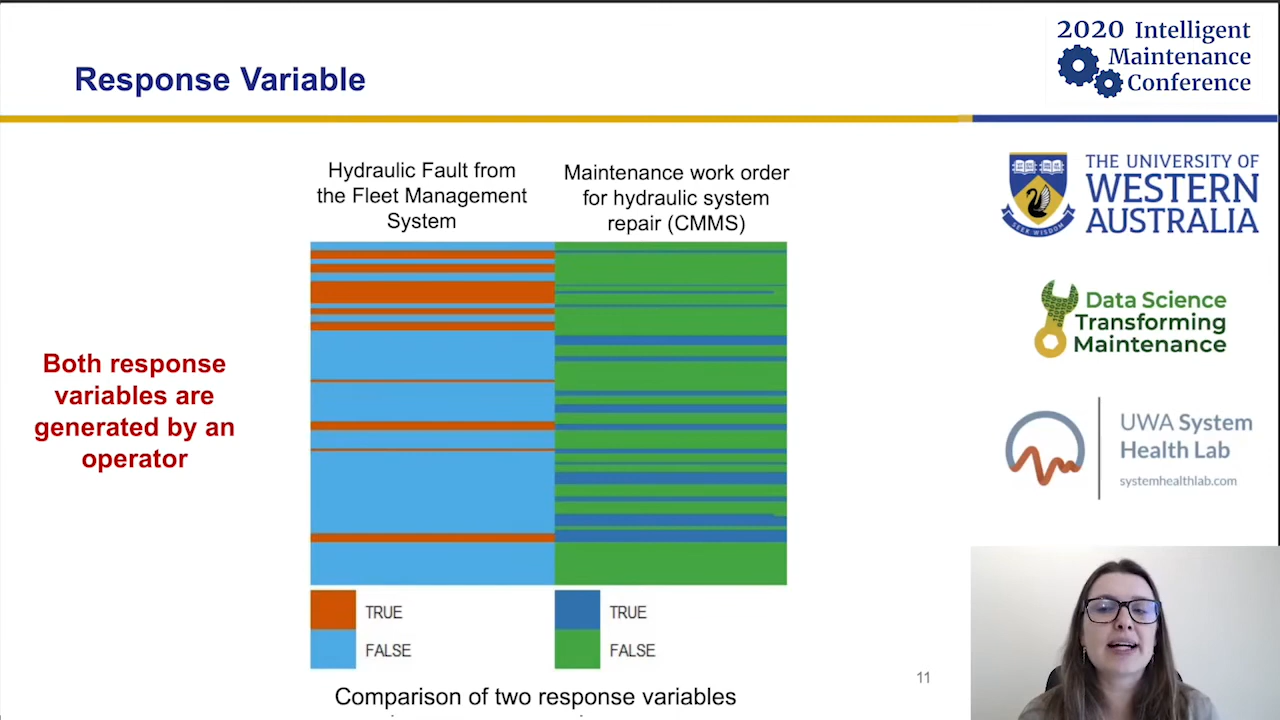 Response Variable
2020 Intelligent
Maintenance
Conference
Hydraulic Fault from
the Fleet Management
System
Maintenance work order
for hydraulic system
repair (CMMS)
Both response
variables are
generated by an
operator
TRUE
FALSE
TRUE
FALSE
Comparison of two response variables
11
THE UNIVERSITY OF
WESTERN
AUSTRALIA
SEEK WISDOM
Data Science
Transforming
Maintenance
UWA System
Health Lab
systemhealthlab.com